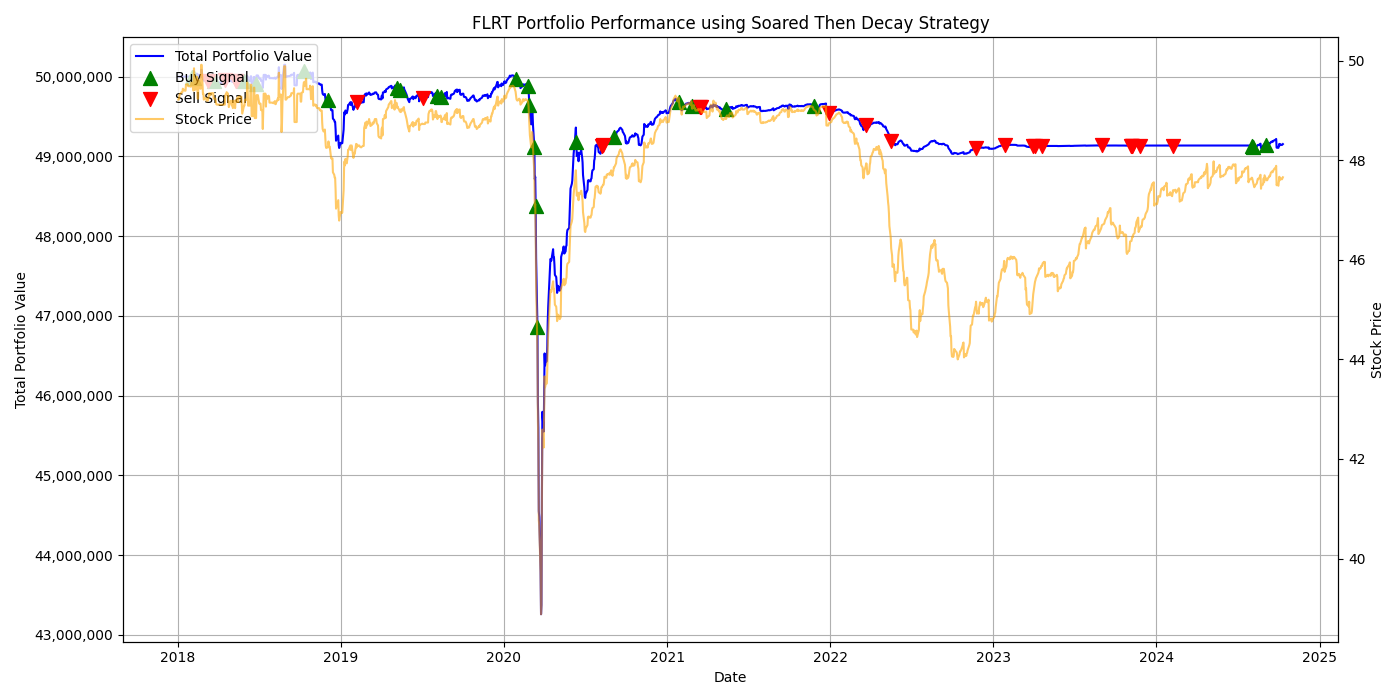 FLRT Portfolio Performance using Soared Then Decay Strategy
Total Portfolio Value
Buy Signal
Sell Signal
Stock Price
50,000,000
49,000,000
48,000,000
47,000,000
46,000,000
45,000,000
44,000,000
43,000,000
Total Portfolio Value
50
48
46
44
42
40
Stock Price
2018
2019
2020
2021
2022
2023
2024
2025
Date